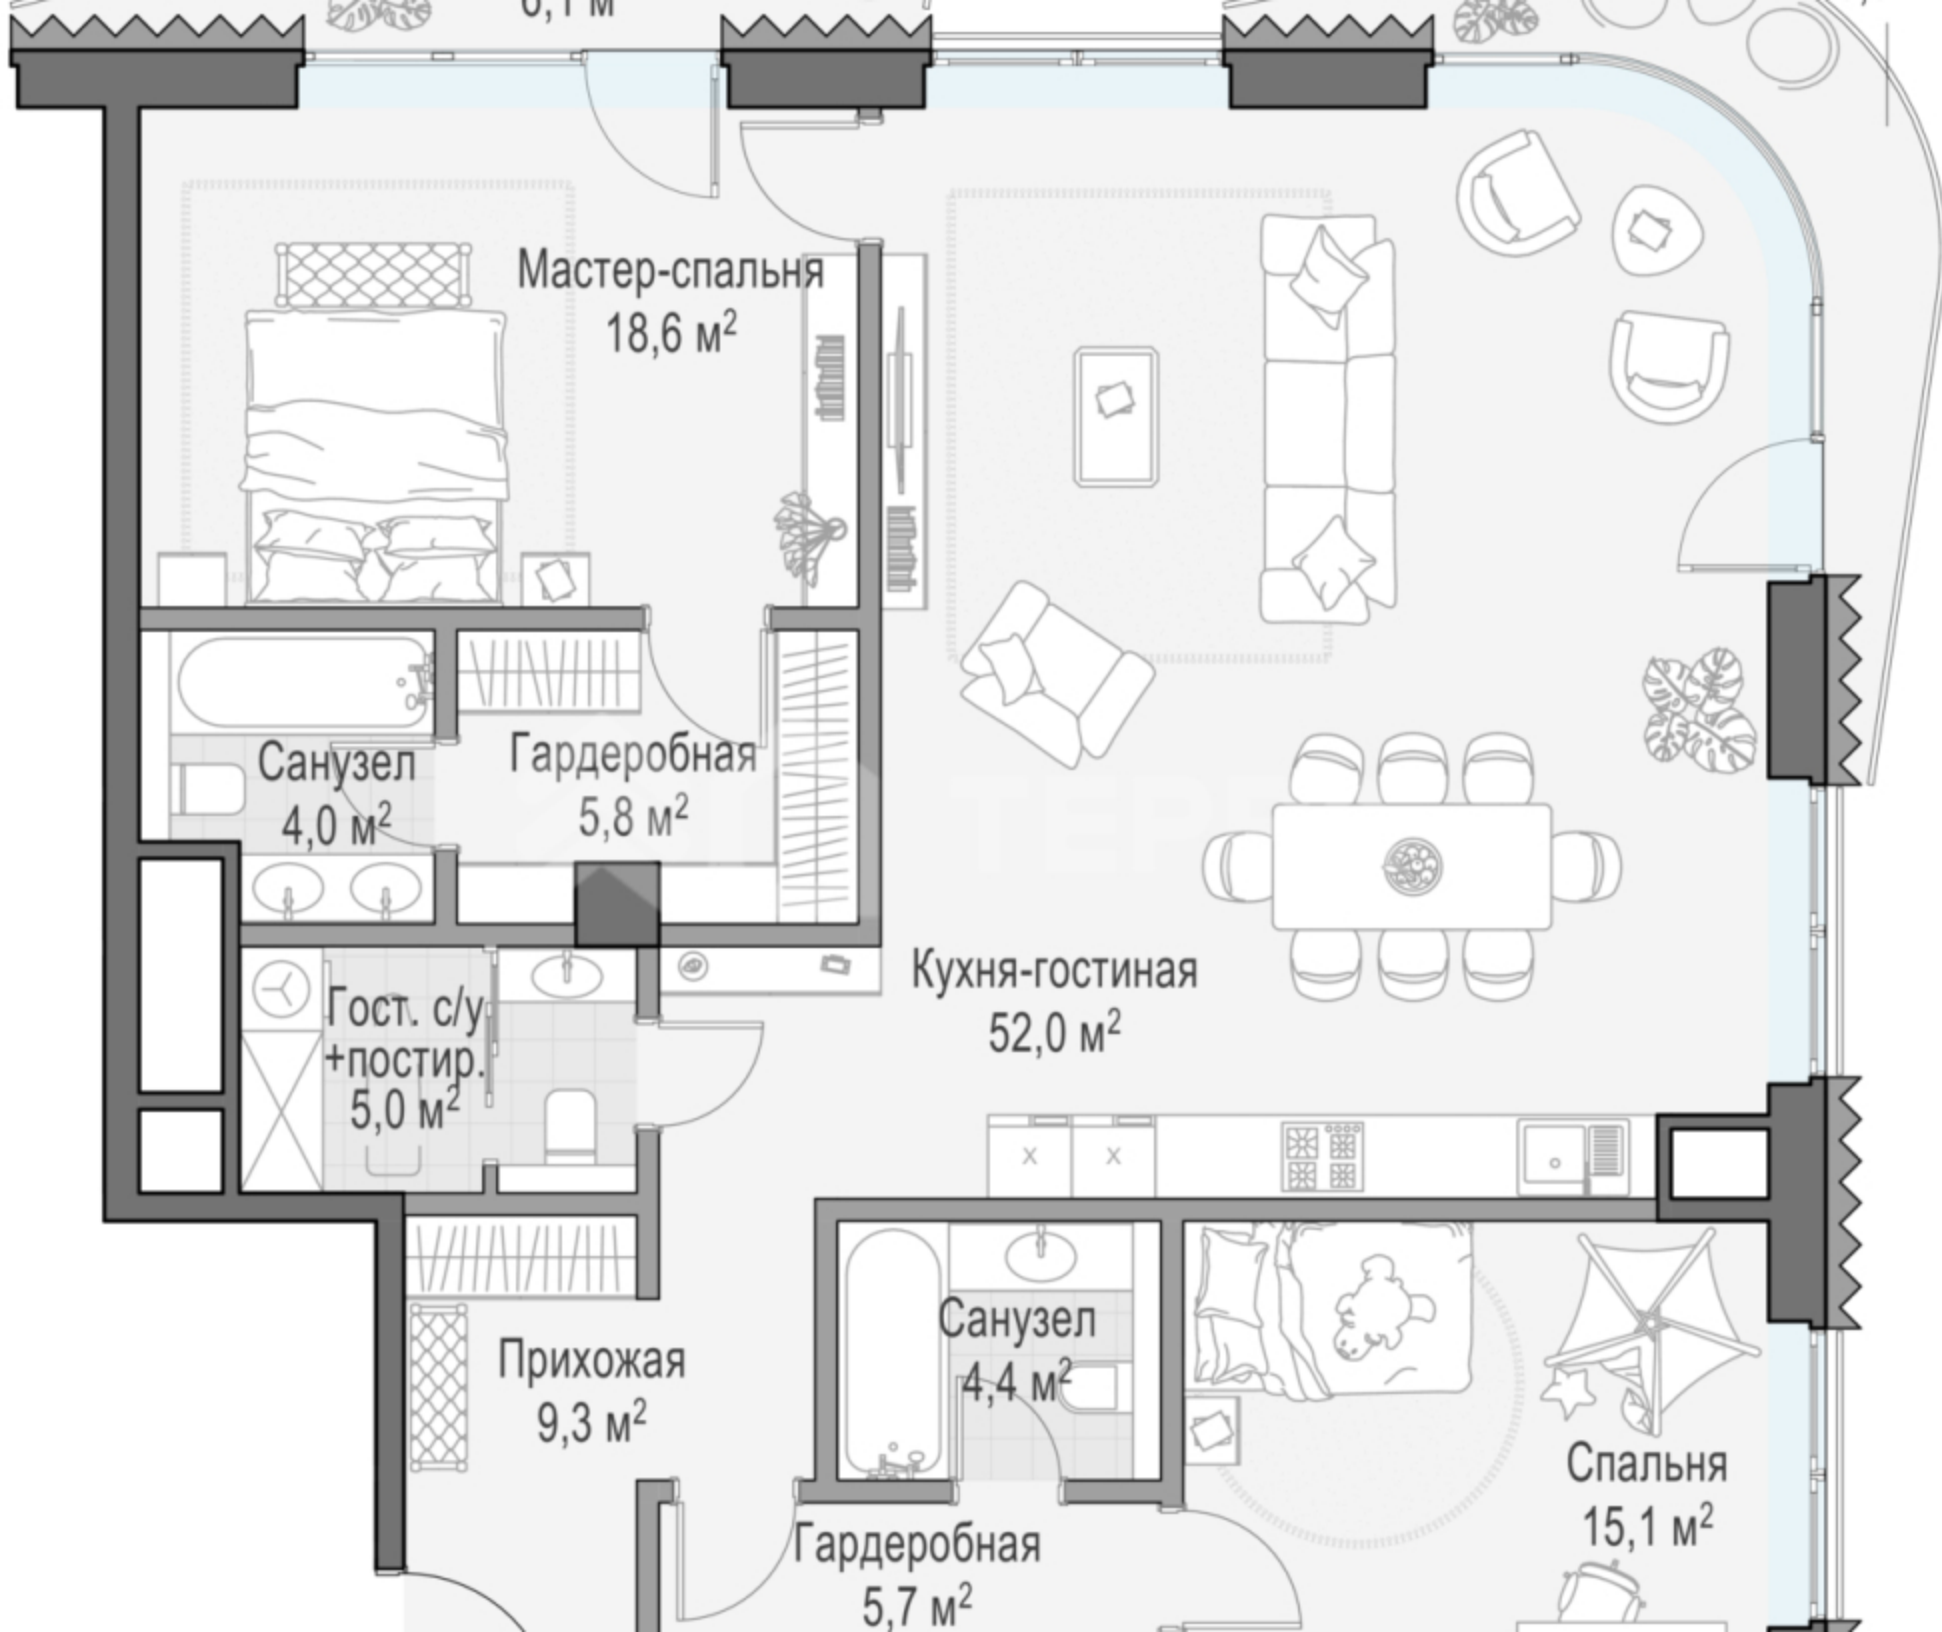 Мастер-спальня
18,6 м²
Санузел
4,0 м²
Гардеробная
5,8 м²
Гост. с/у
+постир.
5,0 м²
Кухня-гостиная
52,0 м²
Прихожая
9,3 м²
Санузел
4,4 м²
Спальня
15,1 м²
Гардеробная
5,7 м²